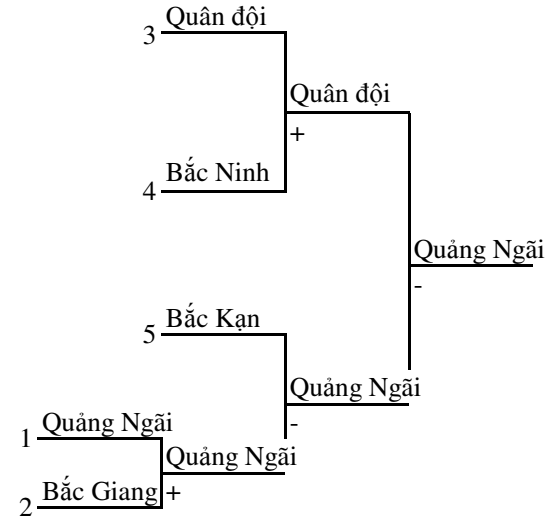 3 Quân đội
Quân đội
+
4 Bắc Ninh
Quảng Ngãi
-
5 Bắc Kạn
Quảng Ngãi
-
1 Quảng Ngãi
Quảng Ngãi
2 Bắc Giang +